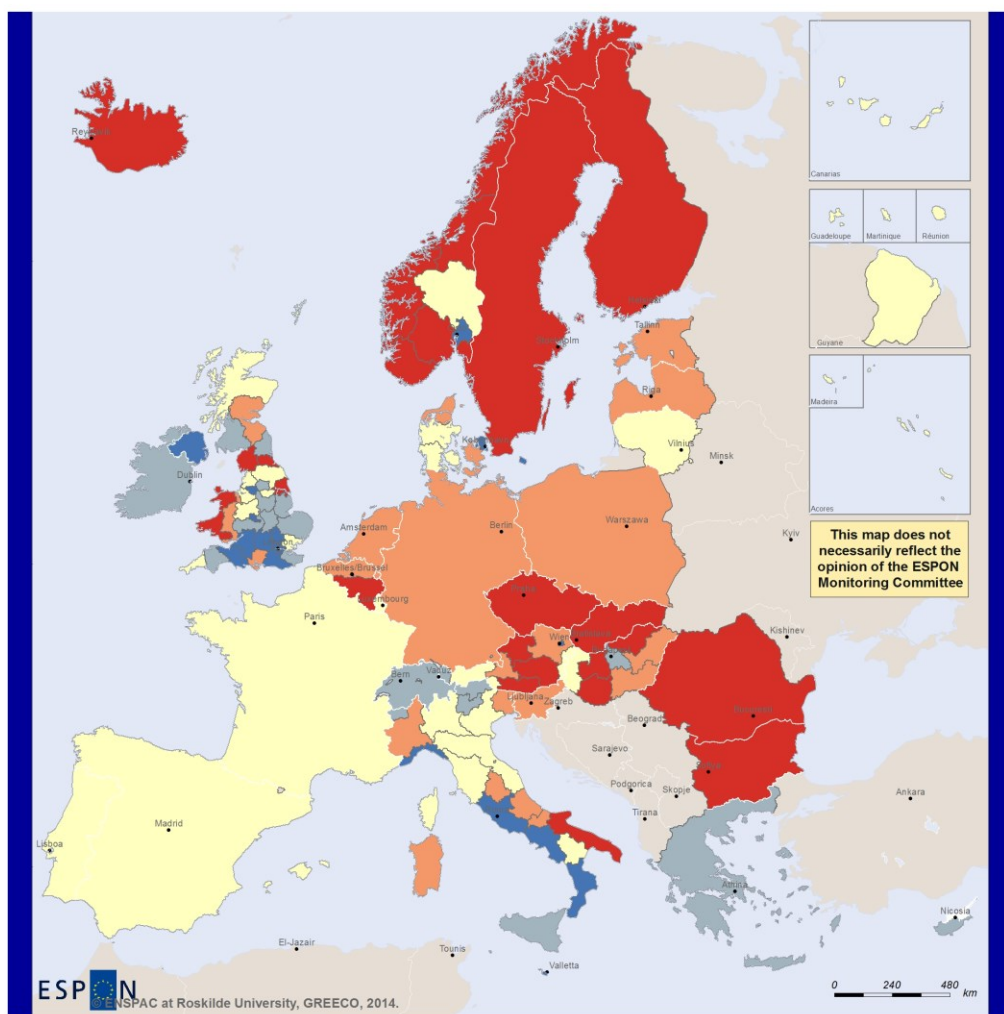 Reykjavik
Canarias
Guadeloupe
Martinique
Réunion
Guyane
Madeira
Acores
Tallinn
Riga
Vilnius
Minsk
Dublin
Amsterdam
Berlin
Warszawa
Kyiv
Bruxelles/Brussel
Paris
Kishinev
Wien
Bern
Vaduz
Ljubljana
Zagreb
Beograd
Sarajevo
Podgorica
Skopje
Tirana
Ankara
Madrid
Lisboa
Nicosia
El-Jazair
Tounis
Valletta
This map does not
necessarily reflect the
opinion of the ESPON
Monitoring Committee
ESPON
© ENSPAC at Roskilde University, GREECO, 2014.
0 240 480 km